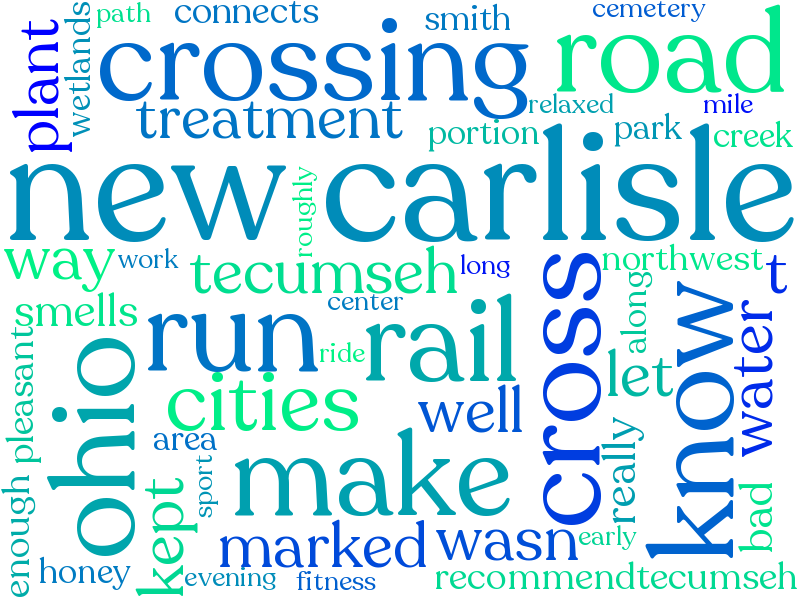 path connects smith cemetery
plant wetlands crossing road
treatment relaxed mile
portion park creek
new carlisle
roughly
way work tecumseh long cross northwest t
smells center along know water
ohio run rail
ride let
pleasant cities well
area really
enough sport make
kept bad
honey marked wasn early
evening fitness recommendtecumseh